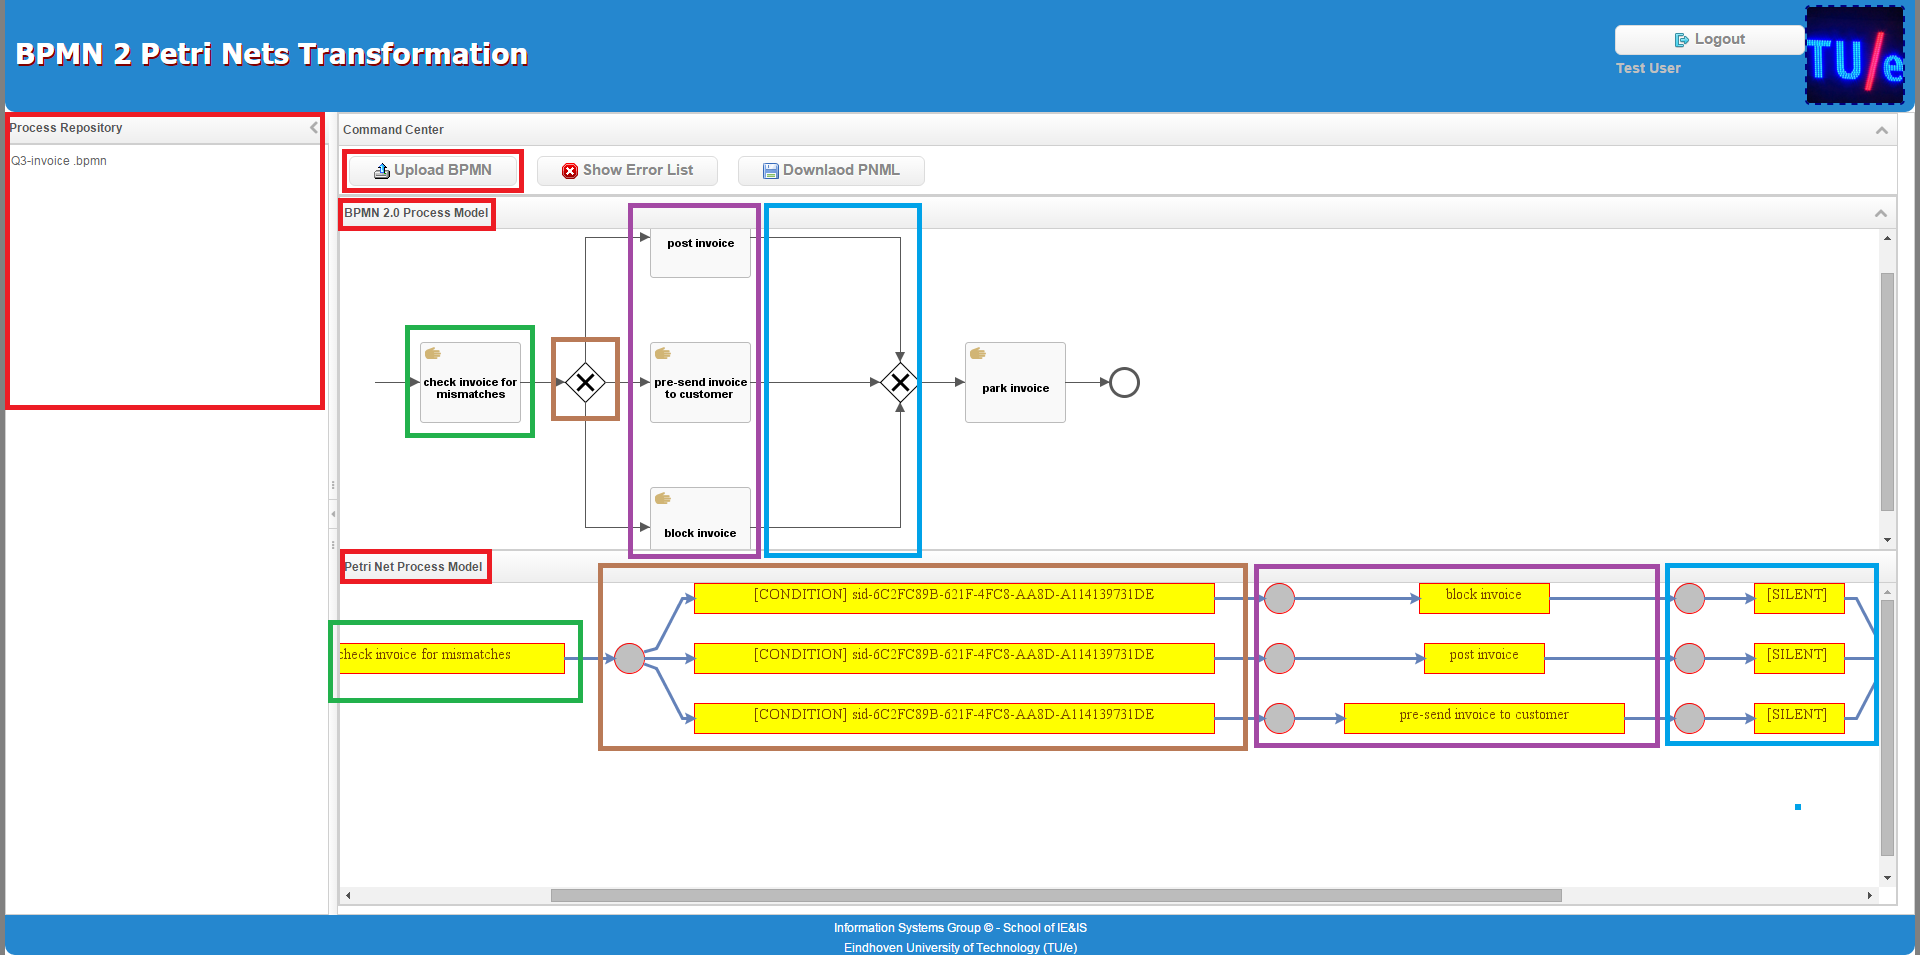 BPMN 2 Petri Nets Transformation
Logout
Test User
TU/e
Process Repository
Q3-invoice .bpmn
Command Center
Upload BPMN
Show Error List
Downlaod PNML
BPMN 2.0 Process Model
post invoice
check invoice for
mismatches
pre-send invoice
to customer
park invoice
block invoice
Petri Net Process Model
[CONDITION] sid-6C2FC89B-621F-4FC8-AA8D-A114139731DE
block invoice
[SILENT]
check invoice for mismatches
[CONDITION] sid-6C2FC89B-621F-4FC8-AA8D-A114139731DE
post invoice
[SILENT]
[CONDITION] sid-6C2FC89B-621F-4FC8-AA8D-A114139731DE
pre-send invoice to customer
[SILENT]
Information Systems Group © - School of IE&IS
Eindhoven University of Technology (TU/e)